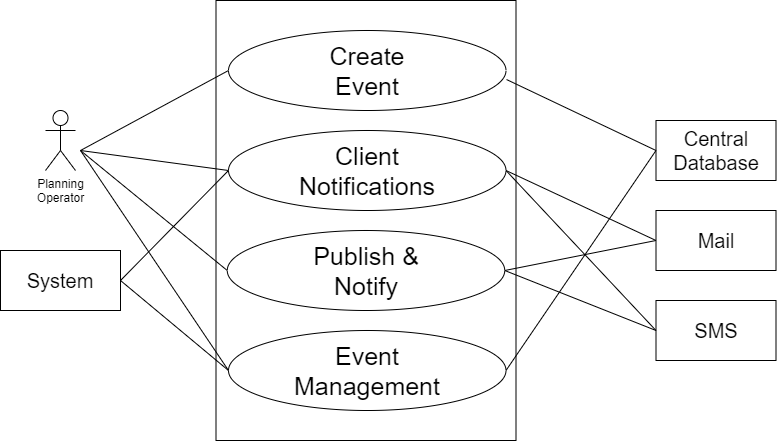 Create
Event
Client
Notifications
Publish &
Notify
Event
Management
Planning
Operator
System
Central
Database
Mail
SMS